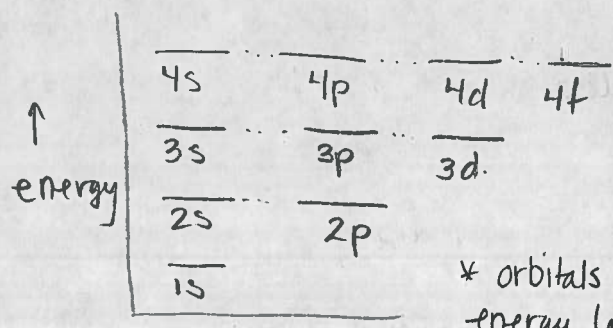 4s 4p 4d 4f
↑
3s 3p 3d.
energy
2s 2p
1s
* orbitals
energy